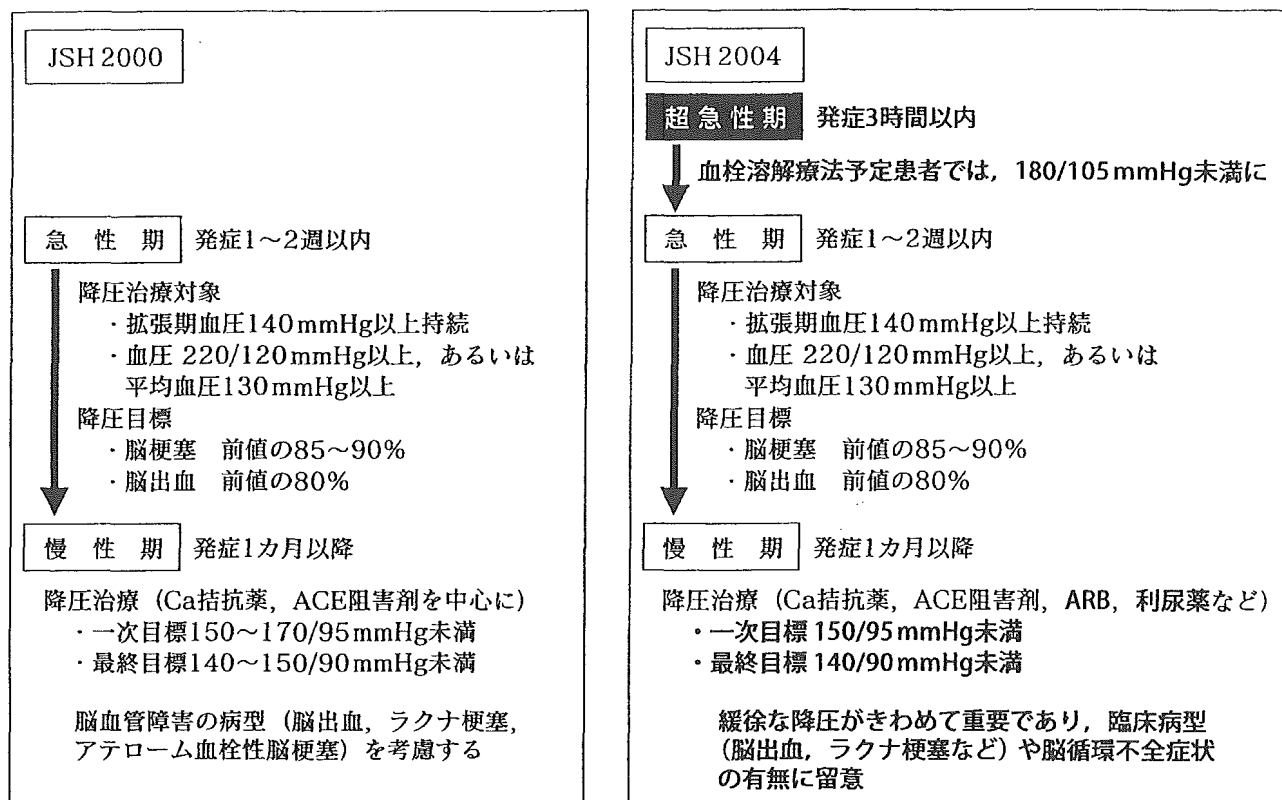 JSH 2000
急性期 発症1~2週以内
降圧治療対象
・拡張期血圧140mmHg以上持続
・血圧 220/120mmHg以上,あるいは
平均血圧130mmHg以上
降圧目標
・脳梗塞 前値の85~90%
・脳出血 前値の80%
慢性期 発症1カ月以降
降圧治療(Ca拮抗薬,ACE阻害剤を中心に)
・一次目標150~170/95mmHg未満
・最終目標140~150/90mmHg未満
脳血管障害の病型(脳出血,ラクナ梗塞,
アテローム血栓性脳梗塞)を考慮する
JSH 2004
超急性期 発症3時間以内
血栓溶解療法予定患者では,180/105mmHg未満に
急性期 発症1~2週以内
降圧治療対象
・拡張期血圧140mmHg以上持続
・血圧 220/120mmHg以上,あるいは
平均血圧130mmHg以上
降圧目標
・脳梗塞 前値の85~90%
・脳出血 前値の80%
慢性期 発症1カ月以降
降圧治療(Ca拮抗薬,ACE阻害剤,ARB,利尿薬など)
・一次目標 150/95mmHg未満
・最終目標 140/90mmHg未満
緩徐な降圧がきわめて重要であり,臨床病型
(脳出血,ラクナ梗塞など)や脳循環不全症状
の有無に留意